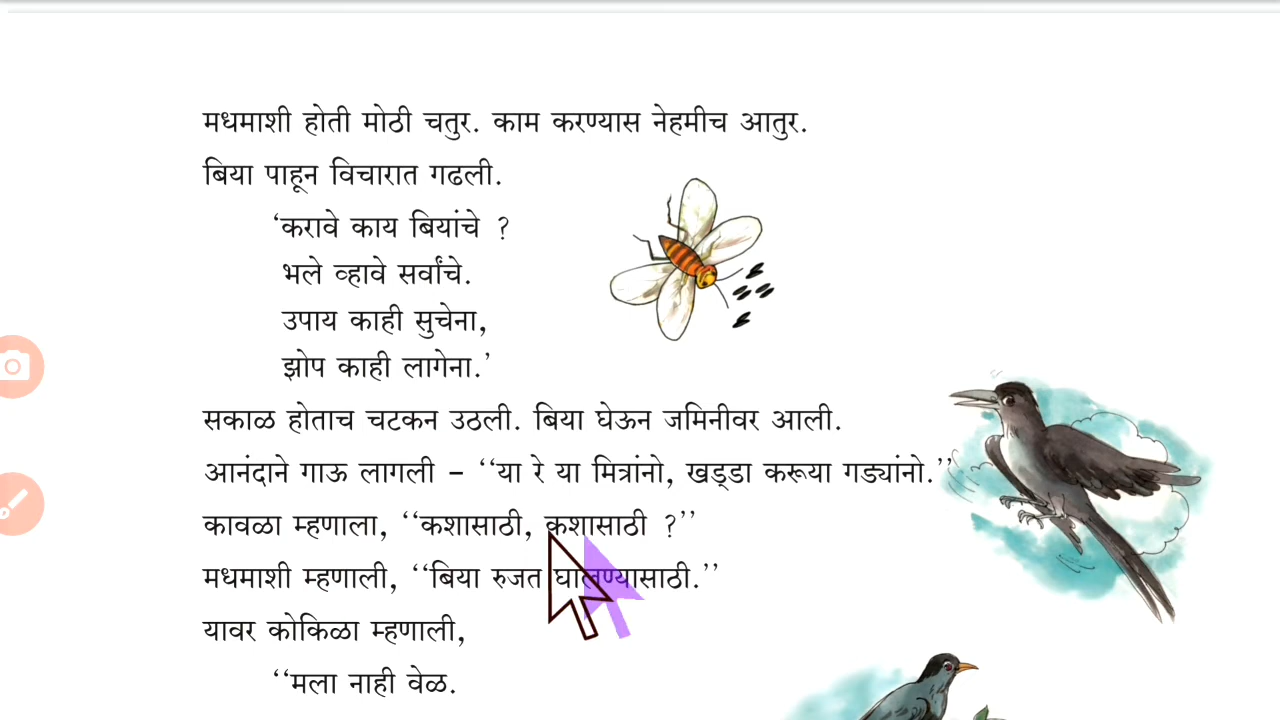 मधमाशी होती मोठी चतुर. काम करण्यास नेहमीच आतुर.
बिया पाहून विचारात गढली.
‘करावे काय बियांचे ?
भले व्हावे सर्वांचे.
उपाय काही सुचेना,
झोप काही लागेना.’
सकाळ होताच चटकन उठली. बिया घेऊन जमिनीवर आली.
आनंदाने गाऊ लागली – ‘‘या रे या मित्रांनो, खड्डा करूया गड्यांनो.’’
कावळा म्हणाला, ‘‘कशासाठी, कशासाठी ?’’
मधमाशी म्हणाली, ‘‘बिया रुजत घालण्यासाठी.’’
यावर कोकिळा म्हणाली,
‘‘मला नाही वेळ.